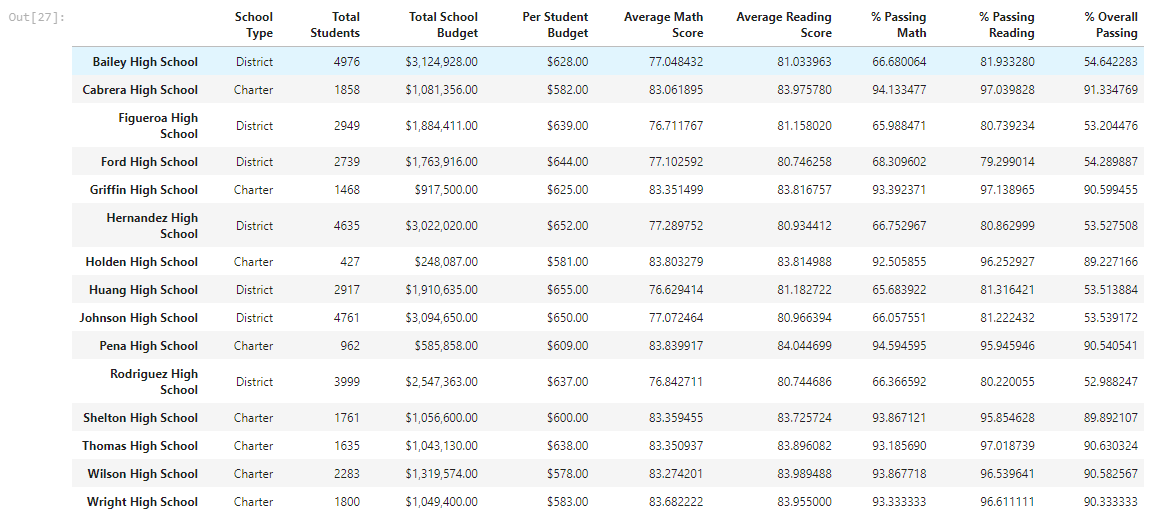 Out[27]:
School Type Total Students Total School Budget Per Student Budget Average Math Score Average Reading Score % Passing Math % Passing Reading % Overall Passing
Bailey High School District 4976 $3,124,928.00 $628.00 77.048432 81.033963 66.680064 81.933280 54.642283
Cabrera High School Charter 1858 $1,081,356.00 $582.00 83.061895 83.975780 94.133477 97.039828 91.334769
Figueroa High School District 2949 $1,884,411.00 $639.00 76.711767 81.158020 65.988471 80.739234 53.204476
Ford High School District 2739 $1,763,916.00 $644.00 77.102592 80.746258 68.309602 79.299014 54.289887
Griffin High School Charter 1468 $917,500.00 $625.00 83.351499 83.816757 93.392371 97.138965 90.599455
Hernandez High School District 4635 $3,022,020.00 $652.00 77.289752 80.934412 66.752967 80.862999 53.527508
Holden High School Charter 427 $248,087.00 $581.00 83.803279 83.814988 92.505855 96.252927 89.227166
Huang High School District 2917 $1,910,635.00 $655.00 76.629414 81.182722 65.683922 81.316421 53.513884
Johnson High School District 4761 $3,094,650.00 $650.00 77.072464 80.966394 66.057551 81.222432 53.539172
Pena High School Charter 962 $585,858.00 $609.00 83.839917 84.044699 94.594595 95.945946 90.540541
Rodriguez High School District 3999 $2,547,363.00 $637.00 76.842711 80.744686 66.366592 80.220055 52.988247
Shelton High School Charter 1761 $1,056,600.00 $600.00 83.359455 83.725724 93.867121 95.854628 89.892107
Thomas High School Charter 1635 $1,043,130.00 $638.00 83.350937 83.896082 93.185690 97.018739 90.630324
Wilson High School Charter 2283 $1,319,574.00 $578.00 83.274201 83.989488 93.867718 96.539641 90.582567
Wright High School Charter 1800 $1,049,400.00 $583.00 83.682222 83.955000 93.333333 96.611111 90.333333